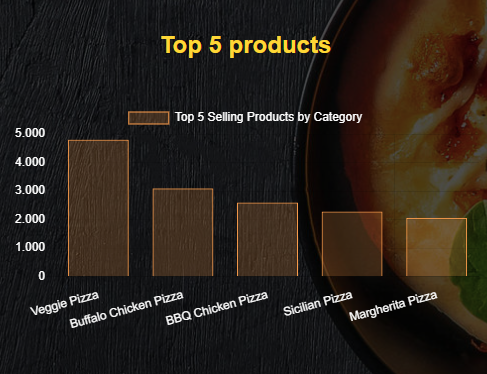 Top 5 products
Top 5 Selling Products by Category
5.000
4.000
3.000
2.000
1.000
0
Veggie Pizza
Buffalo Chicken Pizza
BBQ Chicken Pizza
Sicilian Pizza
Margherita Pizza